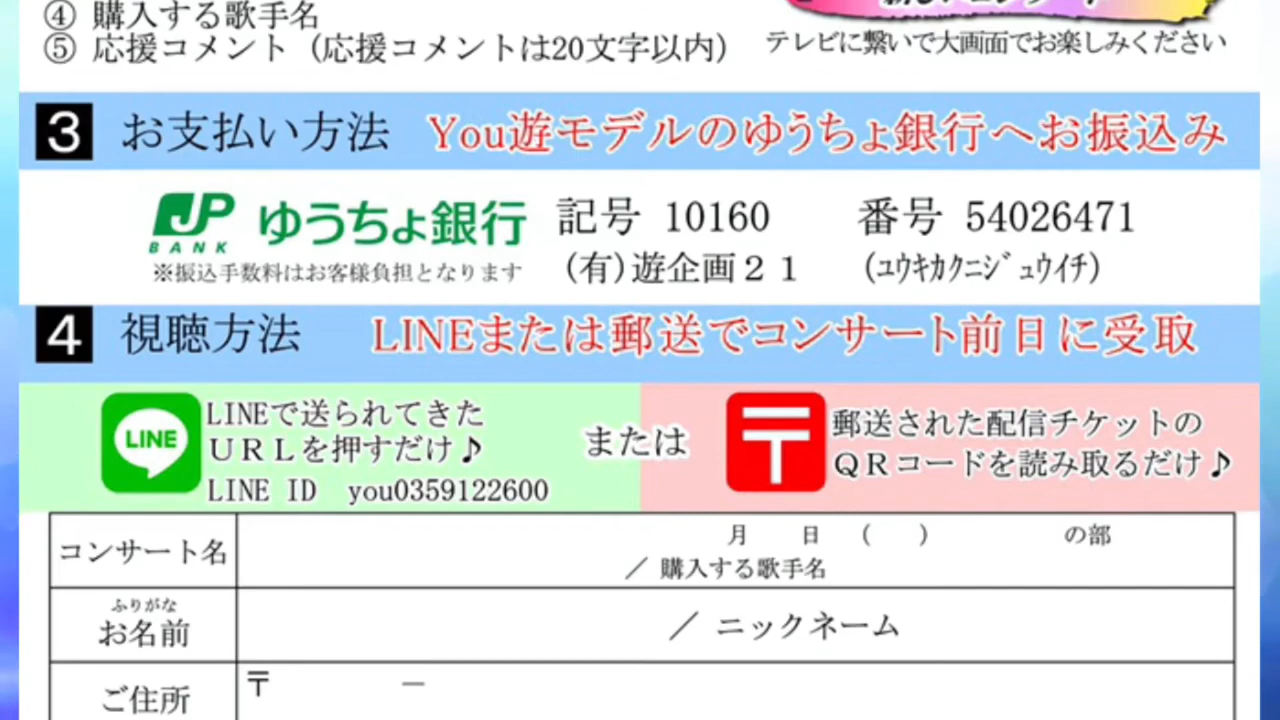 ④ 購入する歌手名
⑤ 応援コメント（応援コメントは20文字以内）
テレビに繋いで大画面でお楽しみください
3 お支払い方法 You遊モデルのゆうちょ銀行へお振込み
JP BANK ゆうちょ銀行 記号 10160 番号 54026471
※振込手数料はお客様負担となります (有)遊企画２１ (ﾕｳｷｶｸﾆｼﾞｭｳｲﾁ)
4 視聴方法 LINEまたは郵送でコンサート前日に受取
LINE
LINEで送られてきた
ＵＲＬを押すだけ♪
LINE ID you0359122600
または
〒
郵送された配信チケットの
ＱＲコードを読み取るだけ♪
コンサート名 月 日 （ ） の部
／ 購入する歌手名
ふりがな
お名前 ／ ニックネーム
ご住所 〒 －